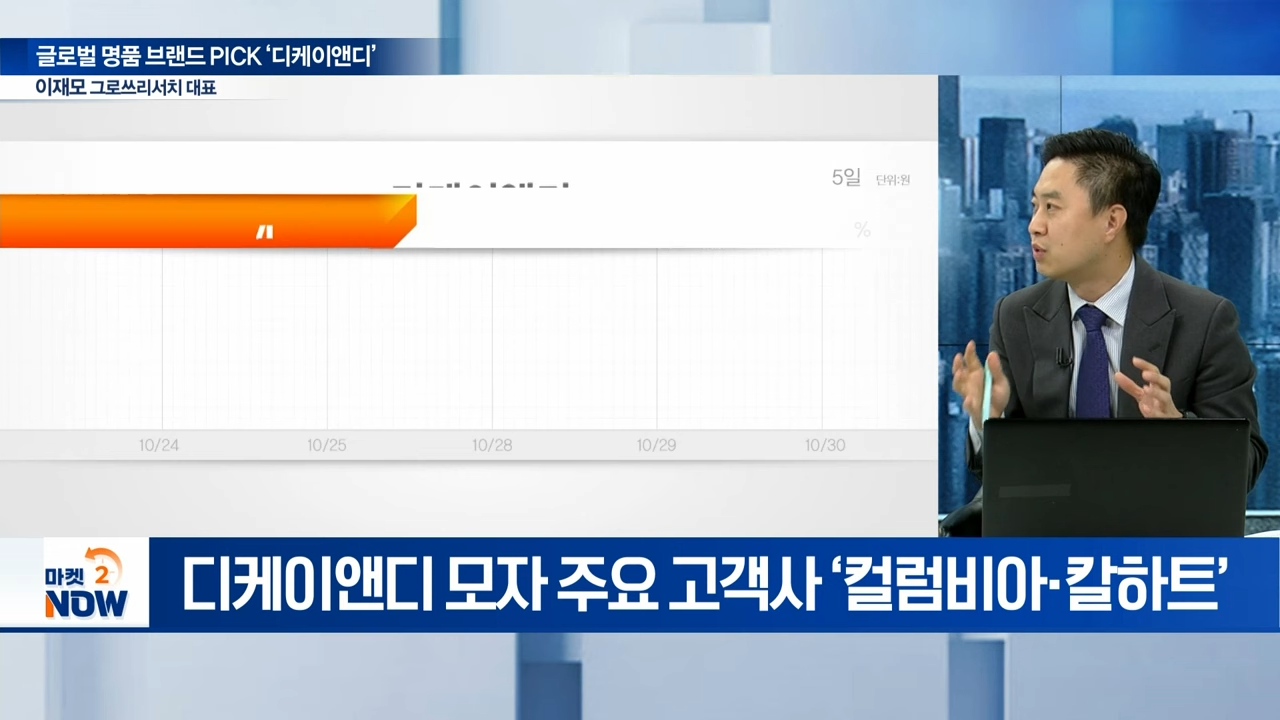 글로벌 명품 브랜드 PICK ‘디케이앤디’
이재모 그로쓰리서치 대표
5일 단위:원
%
10/24 10/25 10/28 10/29 10/30
마켓 2
NOW
디케이앤디 모자 주요 고객사 ‘컬럼비아·칼하트’